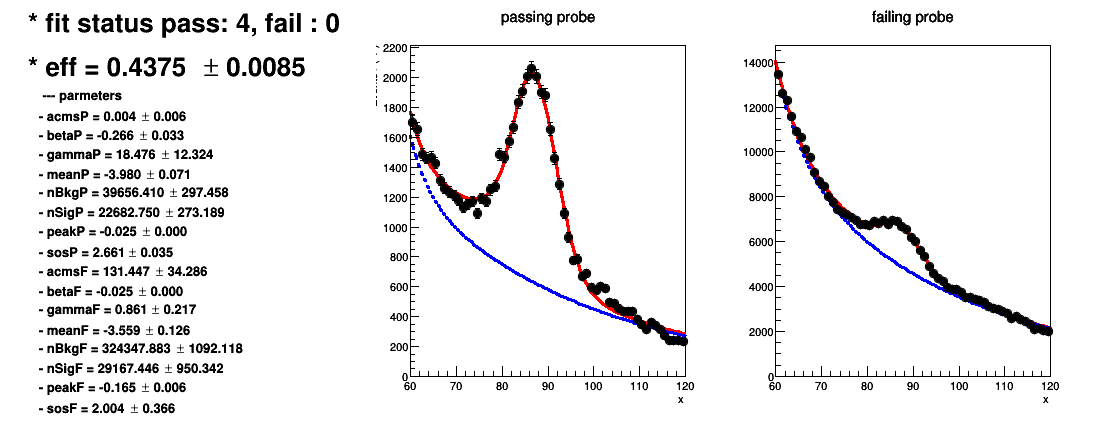 * fit status pass: 4, fail : 0
* eff = 0.4375 ± 0.0085
--- parmeters
- acmsP = 0.004 ± 0.006
- betaP = -0.266 ± 0.033
- gammaP = 18.476 ± 12.324
- meanP = -3.980 ± 0.071
- nBkgP = 39656.410 ± 297.458
- nSigP = 22682.750 ± 273.189
- peakP = -0.025 ± 0.000
- sosP = 2.661 ± 0.035
- acmsF = 131.447 ± 34.286
- betaF = -0.025 ± 0.000
- gammaF = 0.861 ± 0.217
- meanF = -3.559 ± 0.126
- nBkgF = 324347.883 ± 1092.118
- nSigF = 29167.446 ± 950.342
- peakF = -0.165 ± 0.006
- sosF = 2.004 ± 0.366
passing probe
2200
2000
1800
1600
1400
1200
1000
800
600
400
200
0
60 70 80 90 100 110 120
x
failing probe
14000
12000
10000
8000
6000
4000
2000
0
60 70 80 90 100 110 120
x